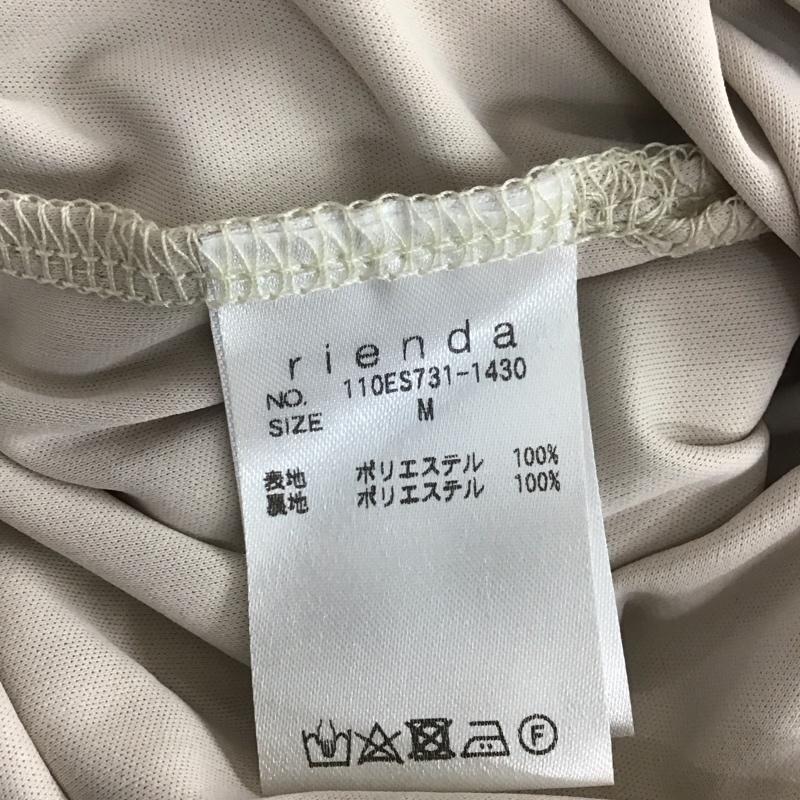 rienda
NO. 110ES731-1430
SIZE M
表地 ポリエステル 100%
裏地 ポリエステル 100%
F